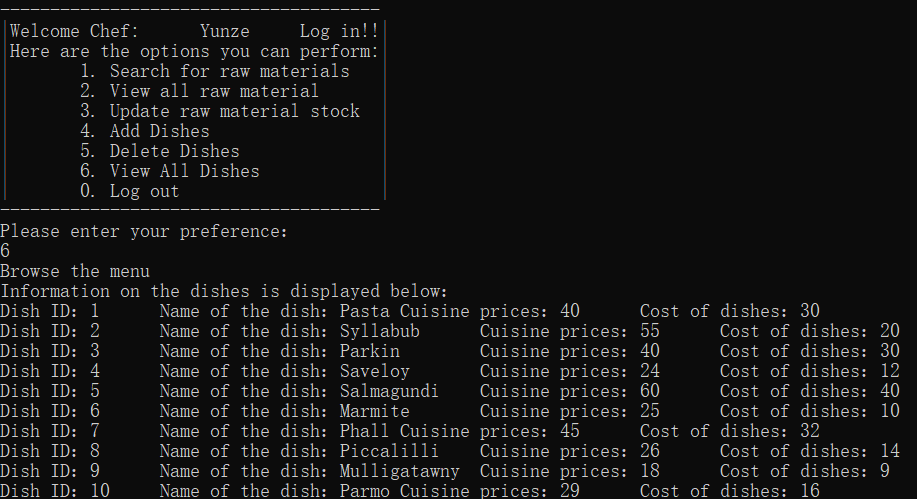 Welcome Chef: Yunze Log in!!
Here are the options you can perform:
1. Search for raw materials
2. View all raw material
3. Update raw material stock
4. Add Dishes
5. Delete Dishes
6. View All Dishes
0. Log out
Please enter your preference:
6
Browse the menu
Information on the dishes is displayed below:
Dish ID: 1 Name of the dish: Pasta Cuisine prices: 40 Cost of dishes: 30
Dish ID: 2 Name of the dish: Syllabub Cuisine prices: 55 Cost of dishes: 20
Dish ID: 3 Name of the dish: Parkin Cuisine prices: 40 Cost of dishes: 30
Dish ID: 4 Name of the dish: Saveloy Cuisine prices: 24 Cost of dishes: 12
Dish ID: 5 Name of the dish: Salmagundi Cuisine prices: 60 Cost of dishes: 40
Dish ID: 6 Name of the dish: Marmite Cuisine prices: 25 Cost of dishes: 10
Dish ID: 7 Name of the dish: Phall Cuisine prices: 45 Cost of dishes: 32
Dish ID: 8 Name of the dish: Piccalilli Cuisine prices: 26 Cost of dishes: 14
Dish ID: 9 Name of the dish: Mulligatawny Cuisine prices: 18 Cost of dishes: 9
Dish ID: 10 Name of the dish: Parmo Cuisine prices: 29 Cost of dishes: 16